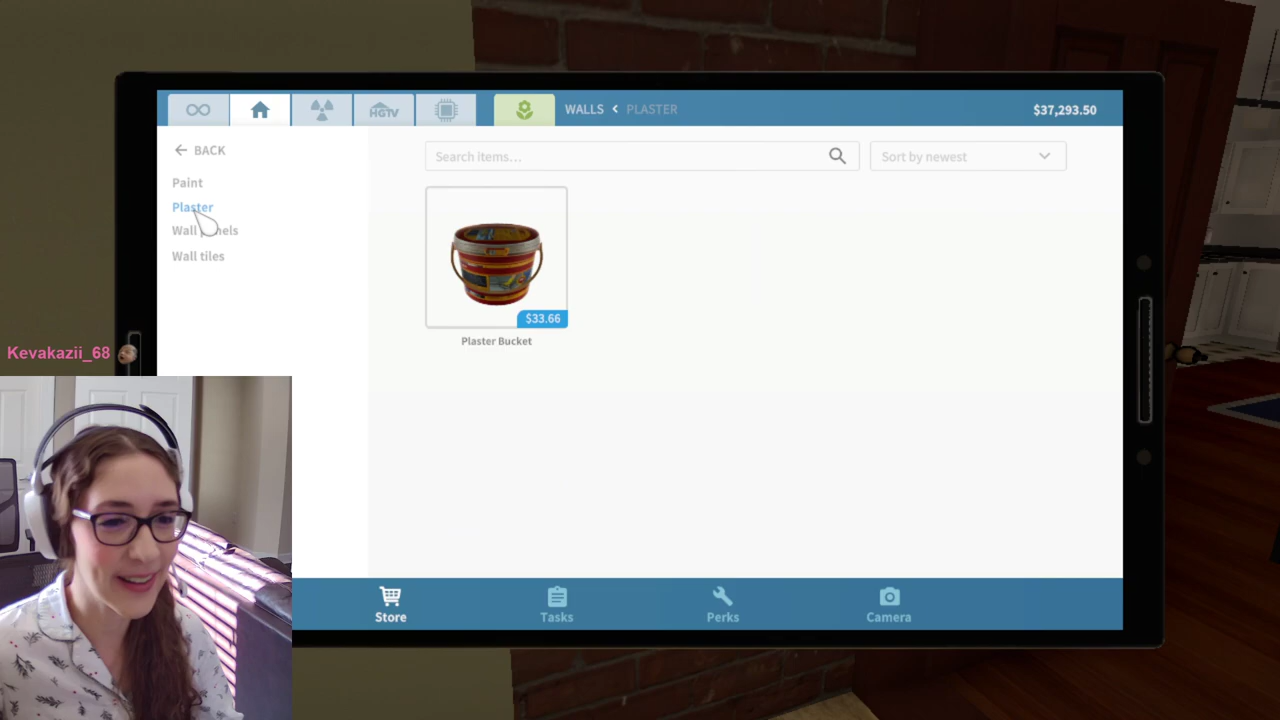 HGTV
WALLS < PLASTER
$37,293.50
BACK
Search items...
Sort by newest
Paint
Plaster
Wall tiles
$33.66
Plaster Bucket
Kevakazii_68
Store
Tasks
Perks
Camera